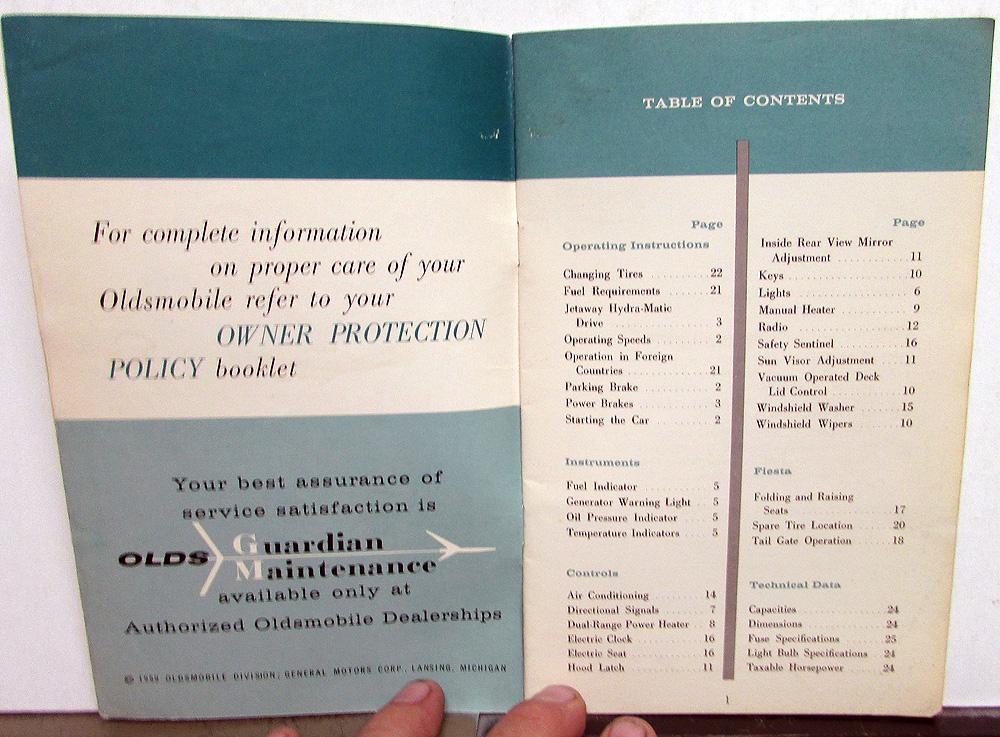 For complete information
on proper care of your
Oldsmobile refer to your
OWNER PROTECTION
POLICY booklet
Your best assurance of
service satisfaction is
OLDS Guardian
Maintenance
available only at
Authorized Oldsmobile Dealerships
OLDSMOBILE DIVISION, GENERAL MOTORS CORP., LANSING, MICHIGAN
TABLE OF CONTENTS
Page
Operating Instructions
Changing Tires ......... 22
Fuel Requirements ....... 21
Jetaway Hydra-Matic
Drive ............... 3
Operating Speeds ....... 2
Operation in Foreign
Countries ............ 21
Parking Brake ......... 2
Power Brakes .......... 3
Starting the Car ........ 2
Instruments
Fuel Indicator ......... 5
Generator Warning Light . 5
Oil Pressure Indicator ... 5
Temperature Indicators ... 5
Controls
Air Conditioning ........ 14
Directional Signals ...... 7
Dual-Range Power Heater . 8
Electric Clock .......... 16
Electric Seat ........... 16
Hood Latch ............ 11
Page
Inside Rear View Mirror
Adjustment ........... 11
Keys ................ 10
Lights ............... 6
Manual Heater ......... 9
Radio ............... 12
Safety Sentinel ......... 16
Sun Visor Adjustment .... 11
Vacuum Operated Deck
Lid Control .......... 10
Windshield Washer ...... 15
Windshield Wipers ...... 10
Fiesta
Folding and Raising
Seats ............... 17
Spare Tire Location ..... 20
Tail Gate Operation ..... 18
Technical Data
Capacities ............ 24
Dimensions ........... 24
Fuse Specifications ...... 25
Light Bulb Specifications . 24
Taxable Horsepower ..... 24
1